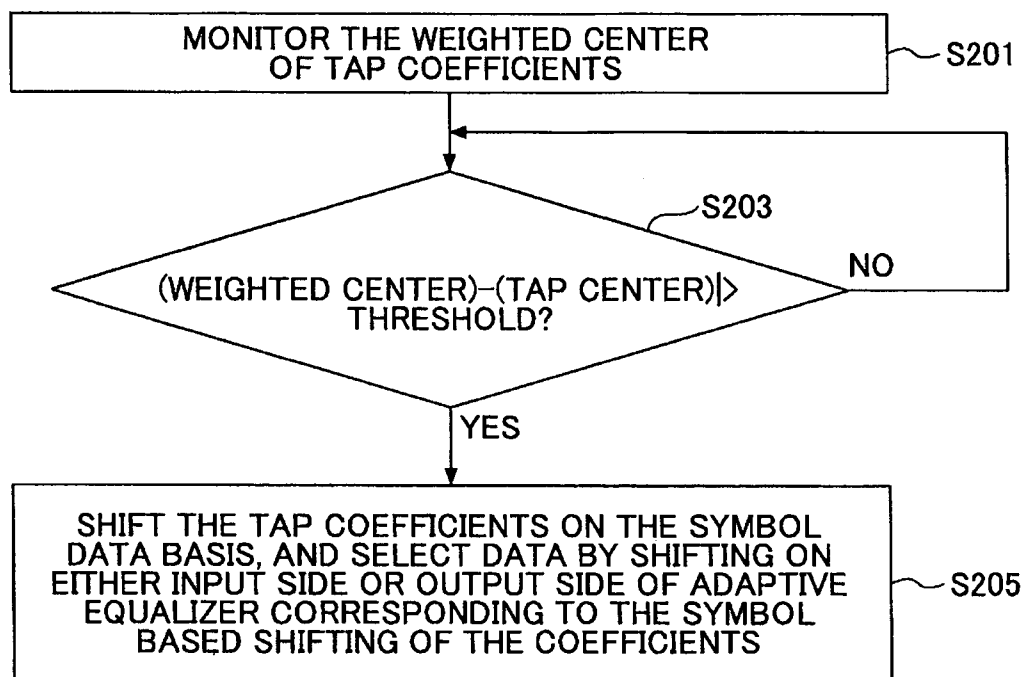 MONITOR THE WEIGHTED CENTER
OF TAP COEFFICIENTS
S201
S203
(WEIGHTED CENTER)–(TAP CENTER)|>
THRESHOLD?
NO
YES
SHIFT THE TAP COEFFICIENTS ON THE SYMBOL
DATA BASIS, AND SELECT DATA BY SHIFTING ON
EITHER INPUT SIDE OR OUTPUT SIDE OF ADAPTIVE
EQUALIZER CORRESPONDING TO THE SYMBOL
BASED SHIFTING OF THE COEFFICIENTS
S205